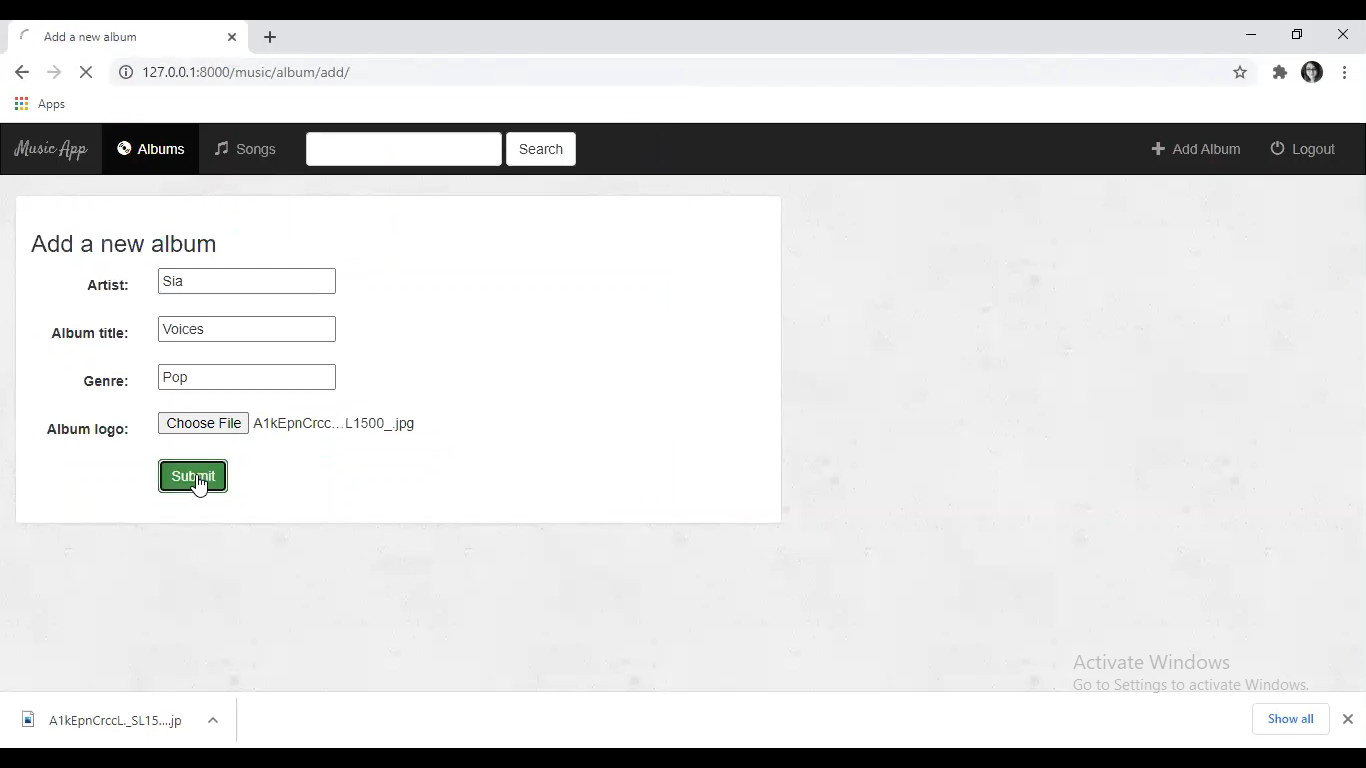 Add a new album
127.0.0.1:8000/music/album/add/
Apps
Music App
Albums
Songs
Search
Add Album
Logout
Add a new album
Artist: Sia
Album title: Voices
Genre: Pop
Album logo: Choose File A1kEpnCrcc...L1500_.jpg
Submit
Activate Windows
Go to Settings to activate Windows.
A1kEpnCrccL._SL15....jp
Show all